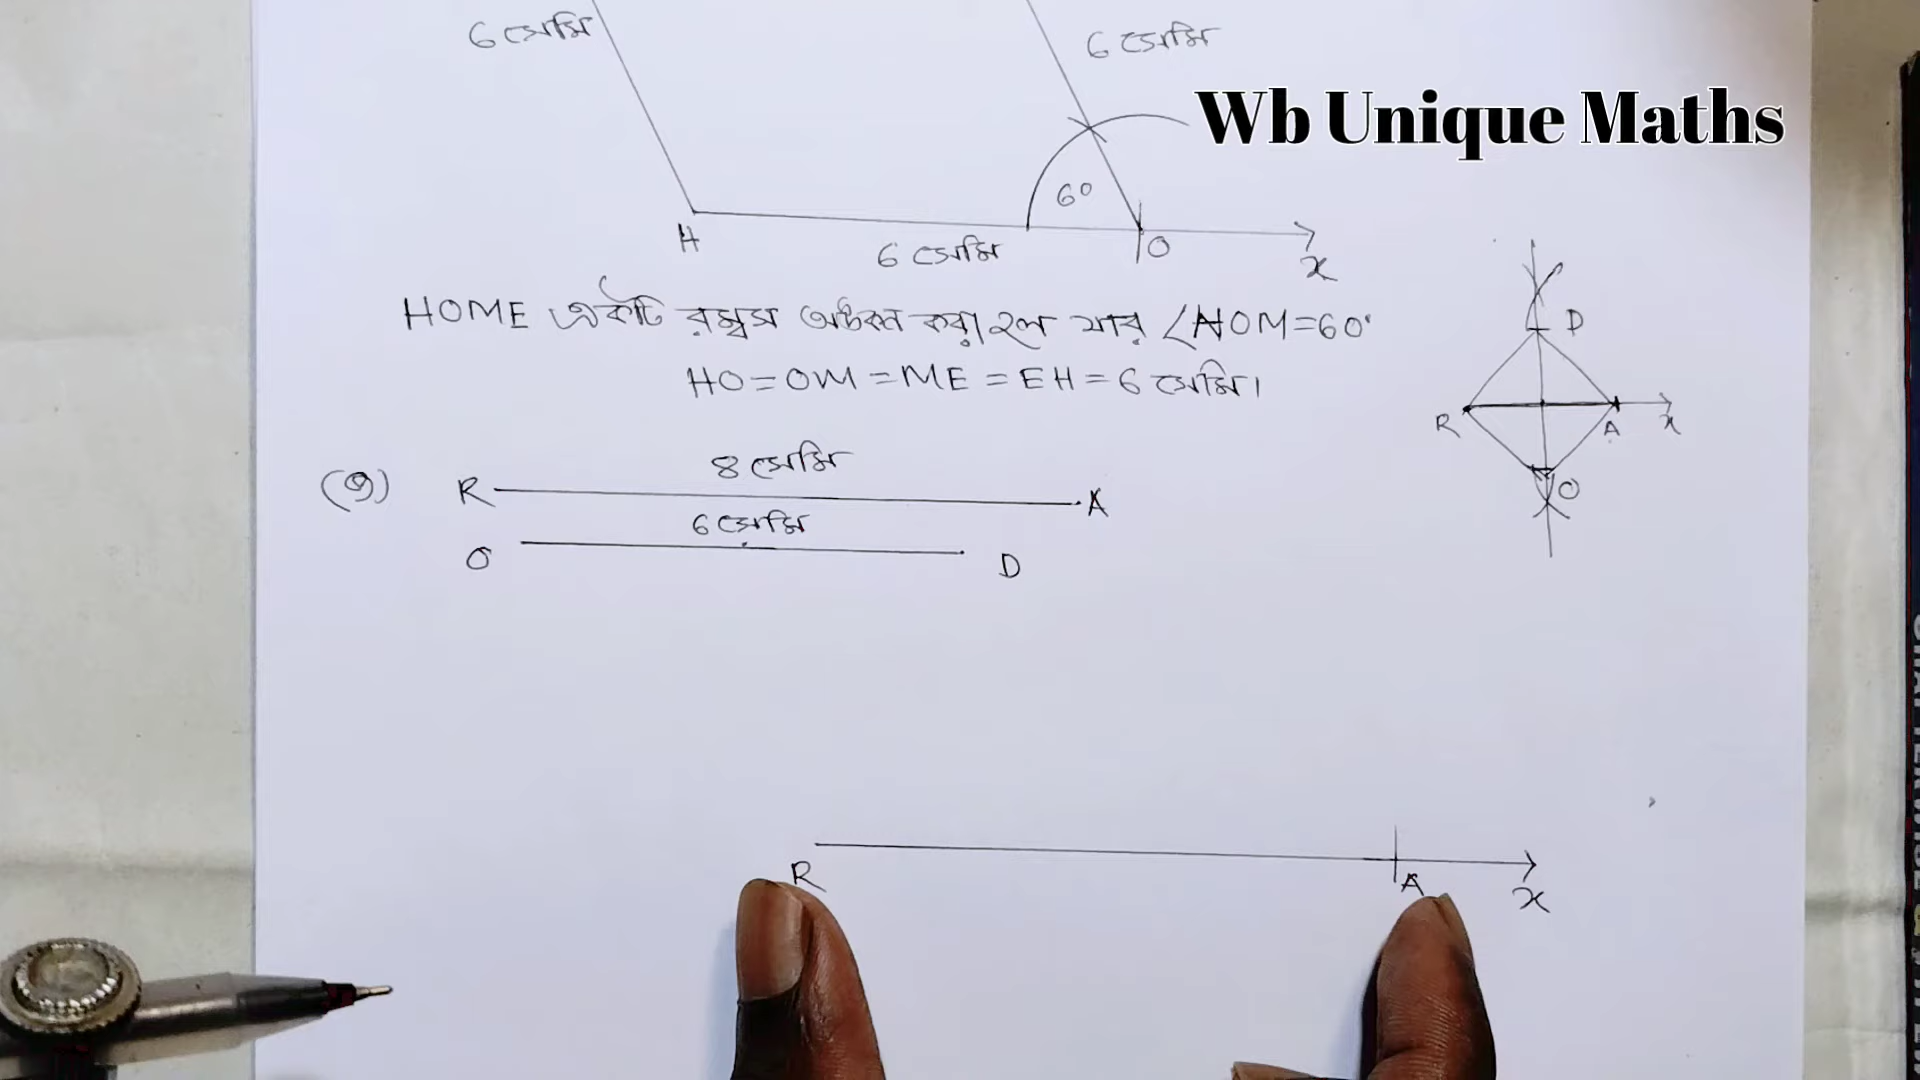 6 সেমি
6 সেমি
Wb Unique Maths
60
H
6 সেমি
O
x
HOME একটি রম্বস অঙ্কন করা হল যার ∠HOM=60°
HO=OM=ME=EH=6 সেমি।
D
R
A
x
O
8 সেমি
R
A
6 সেমি
O
D
R
A
x